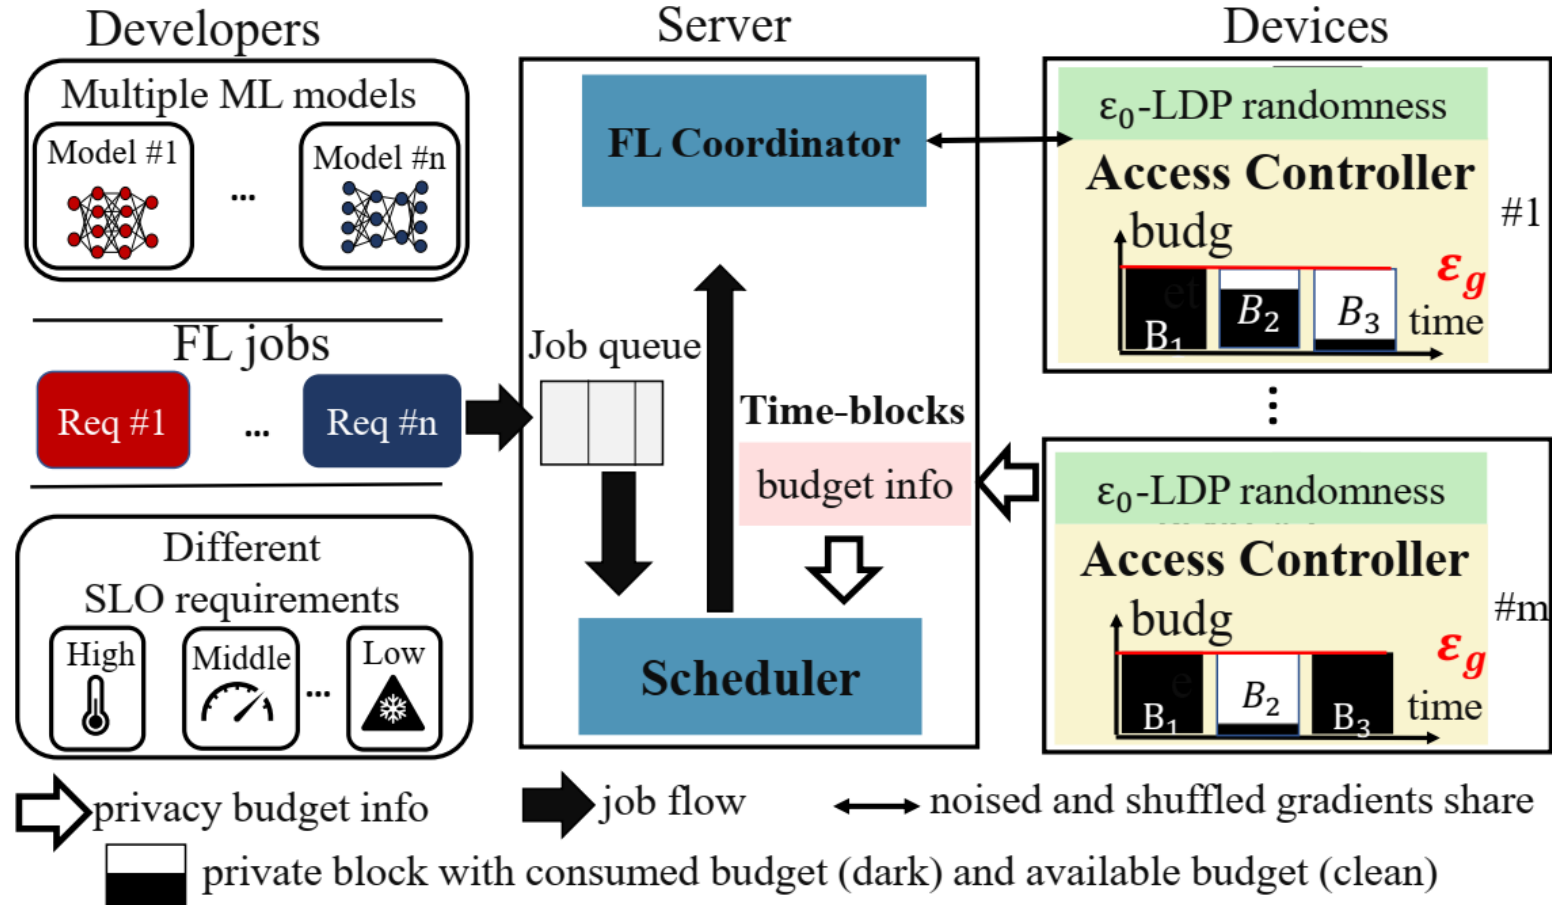 Developers
Multiple ML models
Model #1
...
Model #n
FL jobs
Req #1
...
Req #n
Different
SLO requirements
High
Middle
...
Low
Server
FL Coordinator
Job queue
Time-blocks
budget info
Scheduler
Devices
ε₀-LDP randomness
Access Controller
budg
et
B₁
B₂
B₃
εg
time
#1
ε₀-LDP randomness
Access Controller
budg
e
B₁
B₂
B₃
εg
time
#m
privacy budget info
job flow
noised and shuffled gradients share
private block with consumed budget (dark) and available budget (clean)